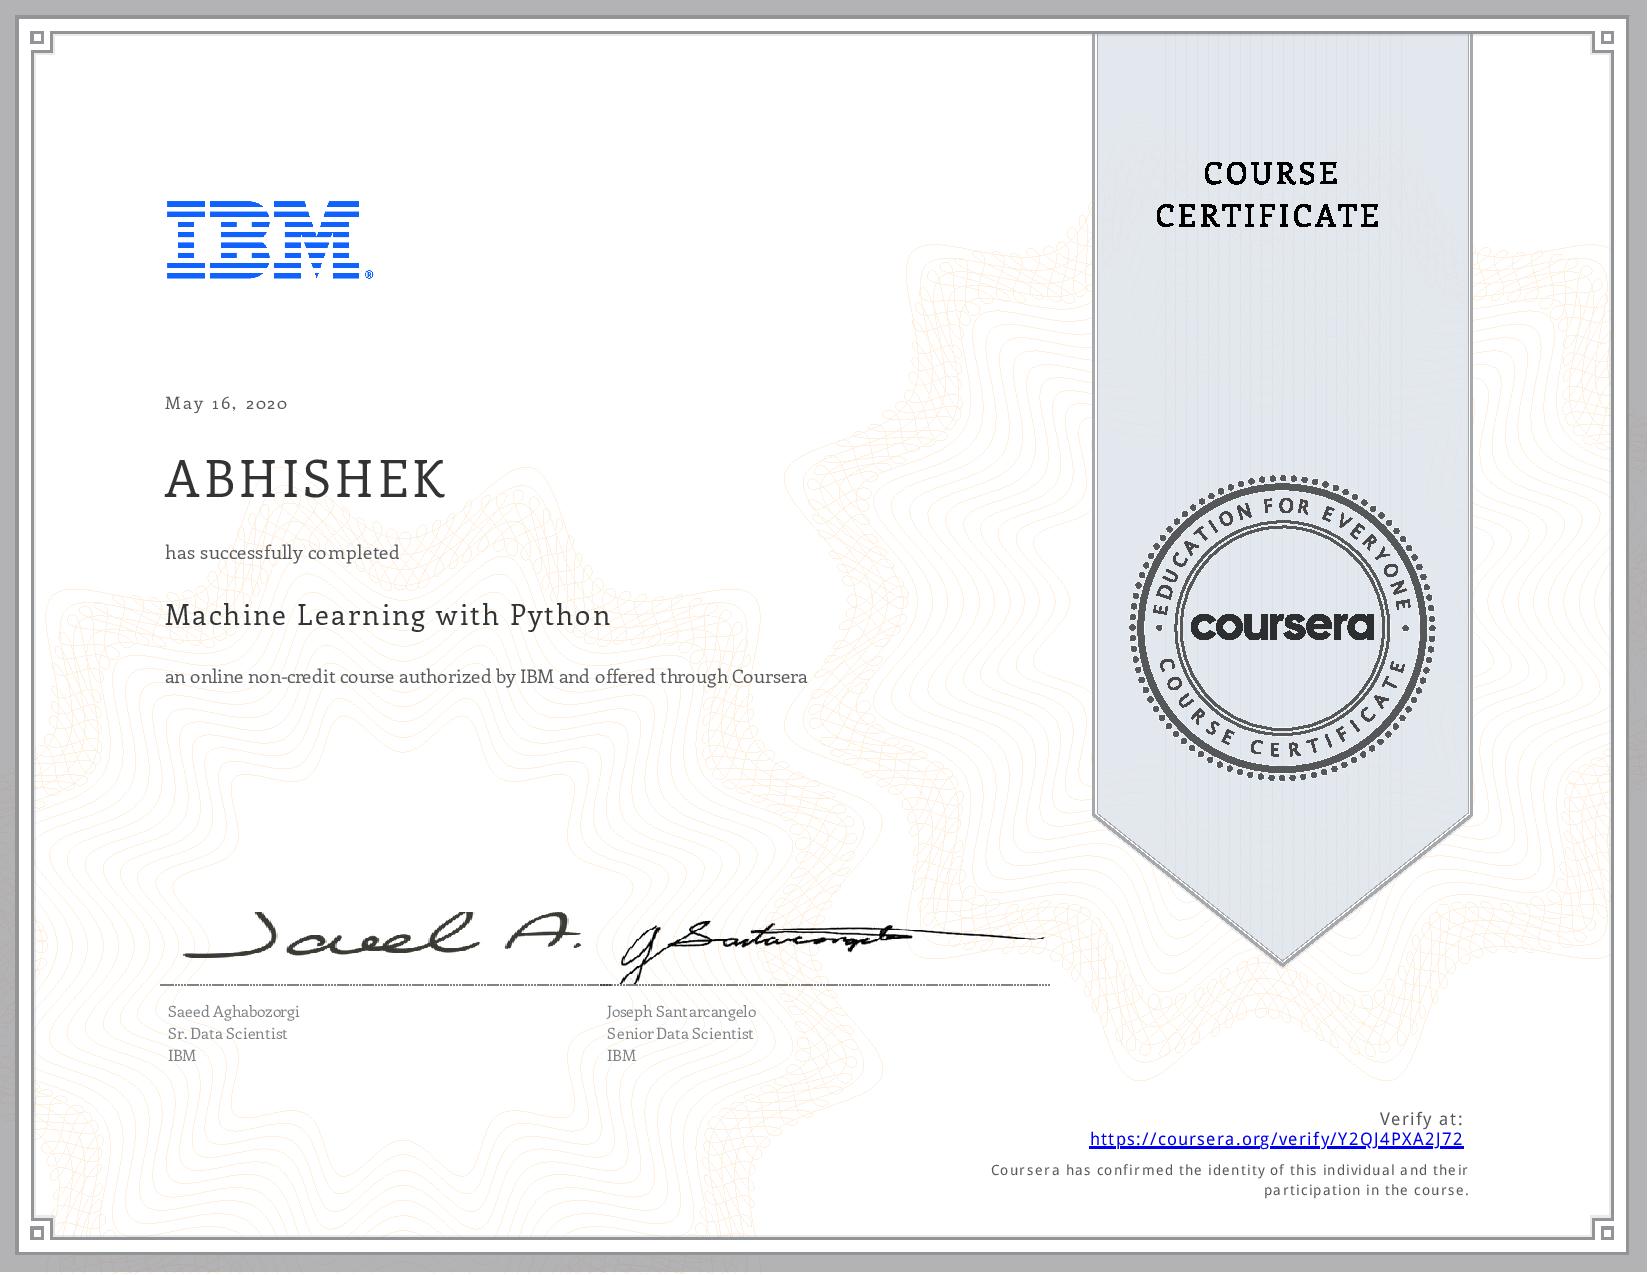 COURSE
CERTIFICATE
IBM®
May 16, 2020
ABHISHEK
has successfully completed
Machine Learning with Python
an online non-credit course authorized by IBM and offered through Coursera
EDUCATION FOR EVERYONE
coursera
COURSE CERTIFICATE
Saeed A.
J Santarcangelo
Saeed Aghabozorgi
Sr. Data Scientist
IBM
Joseph Santarcangelo
Senior Data Scientist
IBM
Verify at:
https://coursera.org/verify/Y2QJ4PXA2J72
Coursera has confirmed the identity of this individual and their
participation in the course.